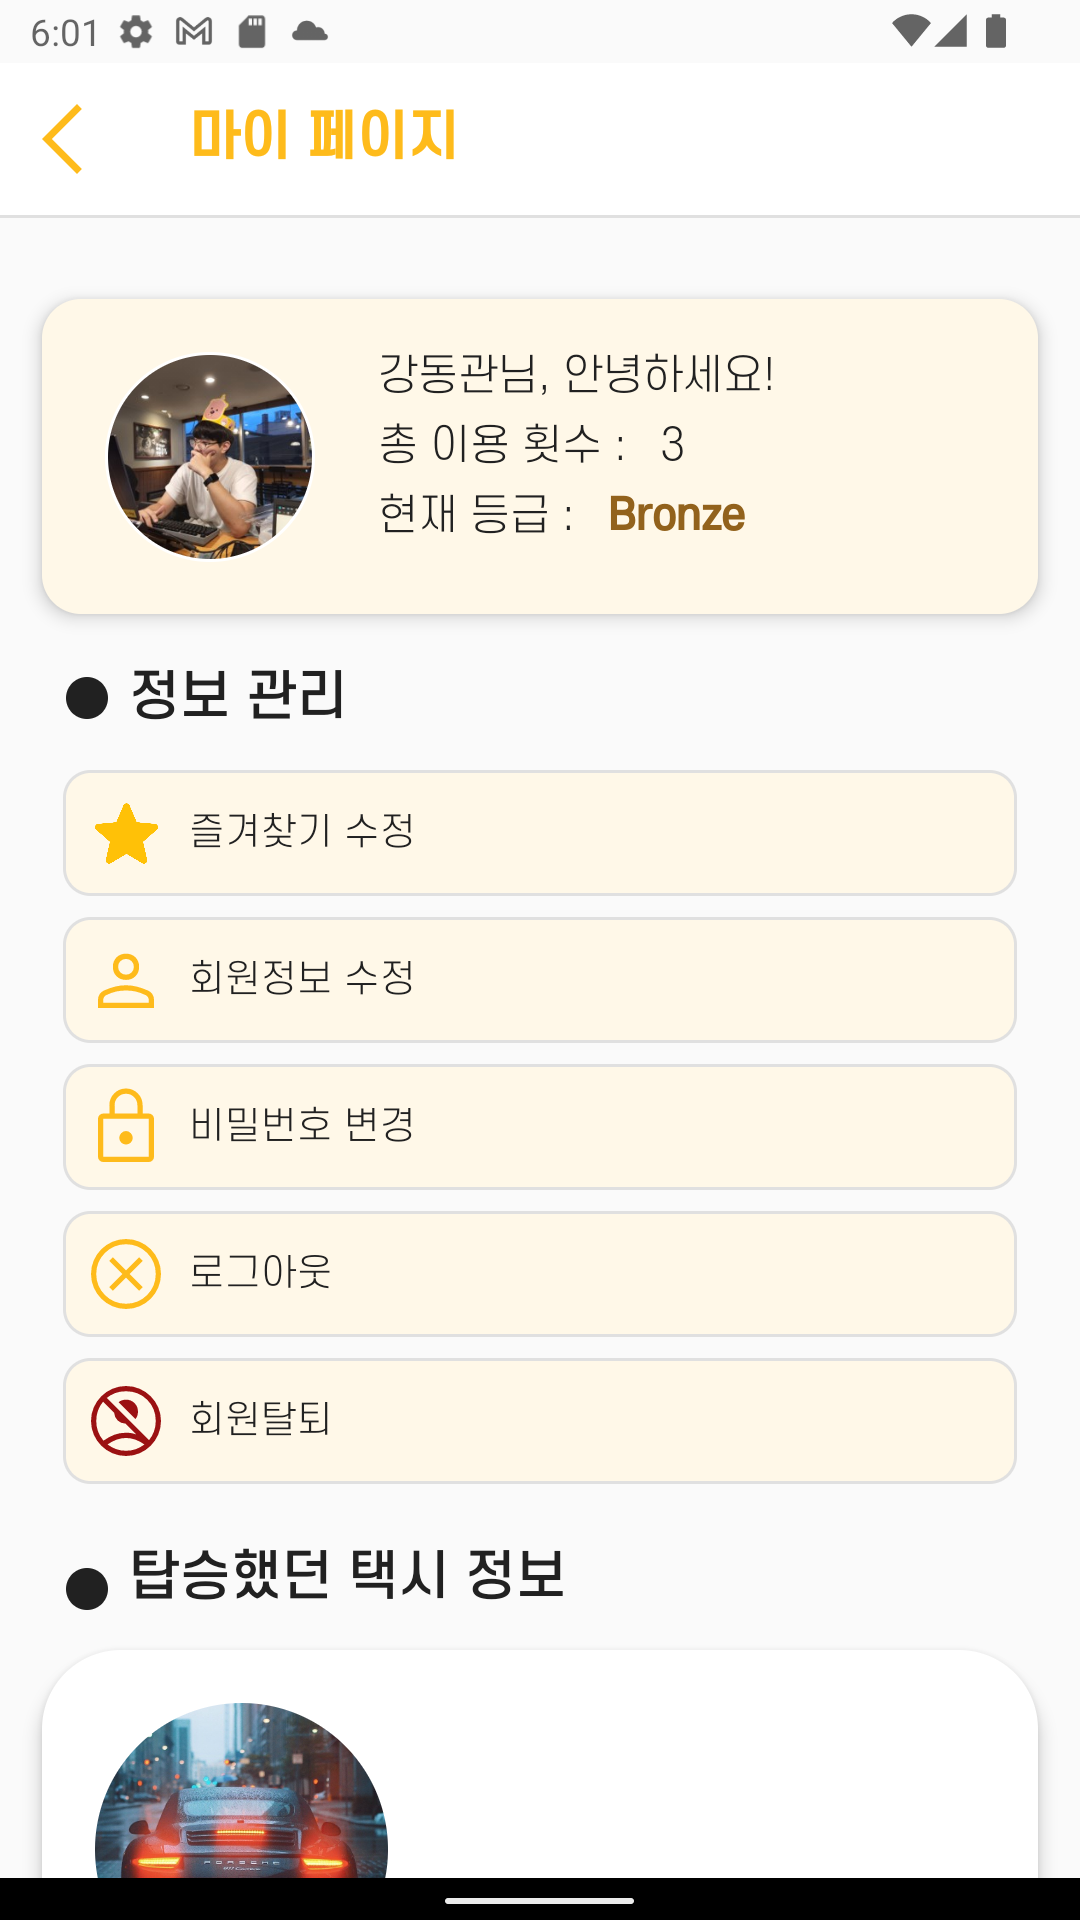 6:01
마이 페이지
강동관님, 안녕하세요!
총 이용 횟수 : 3
현재 등급 : Bronze
● 정보 관리
즐겨찾기 수정
회원정보 수정
비밀번호 변경
로그아웃
회원탈퇴
● 탑승했던 택시 정보
PORSCHE